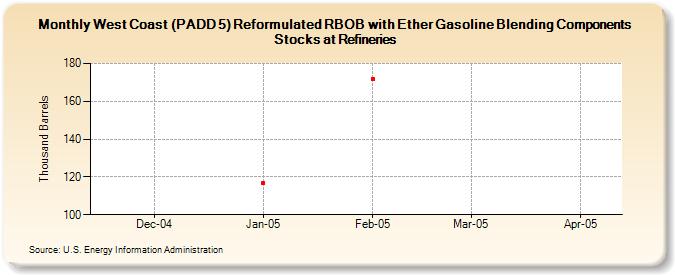 Monthly West Coast (PADD 5) Reformulated RBOB with Ether Gasoline Blending Components
Stocks at Refineries
Thousand Barrels
180
160
140
120
100
Dec-04 Jan-05 Feb-05 Mar-05 Apr-05
Source: U.S. Energy Information Administration